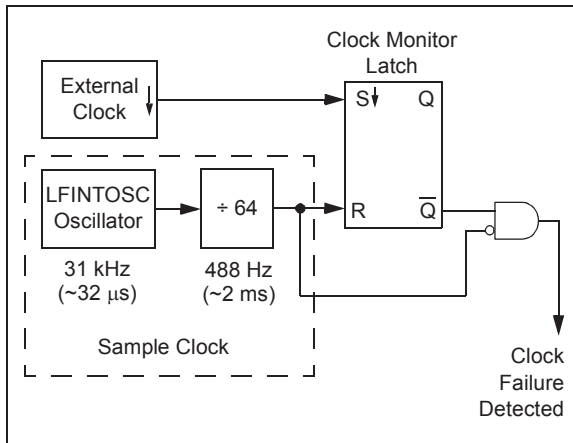 Clock Monitor
Latch
External
Clock
S
Q
LFINTOSC
Oscillator
÷ 64
R
Q̅
31 kHz
(~32 μs)
488 Hz
(~2 ms)
Sample Clock
Clock
Failure
Detected